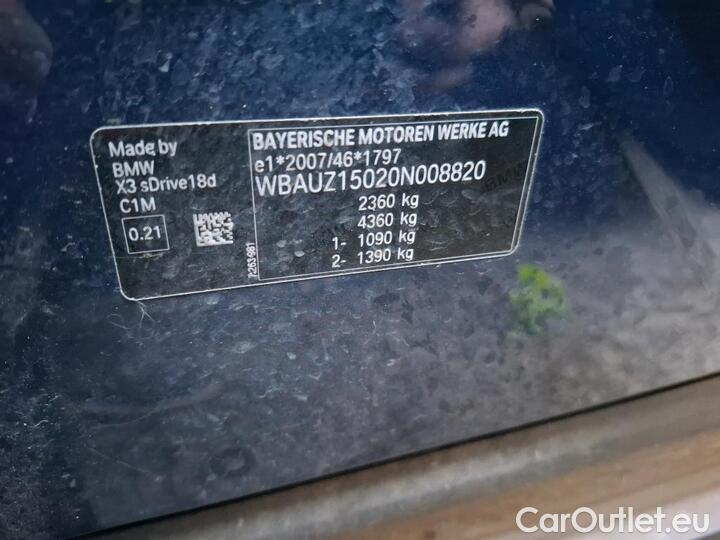 Made by
BMW
X3 sDrive18d
C1M
0.21
BAYERISCHE MOTOREN WERKE AG
e1*2007/46*1797
WBAUZ15020N008820
2360 kg
4360 kg
1- 1090 kg
2- 1390 kg
CarOutlet.eu